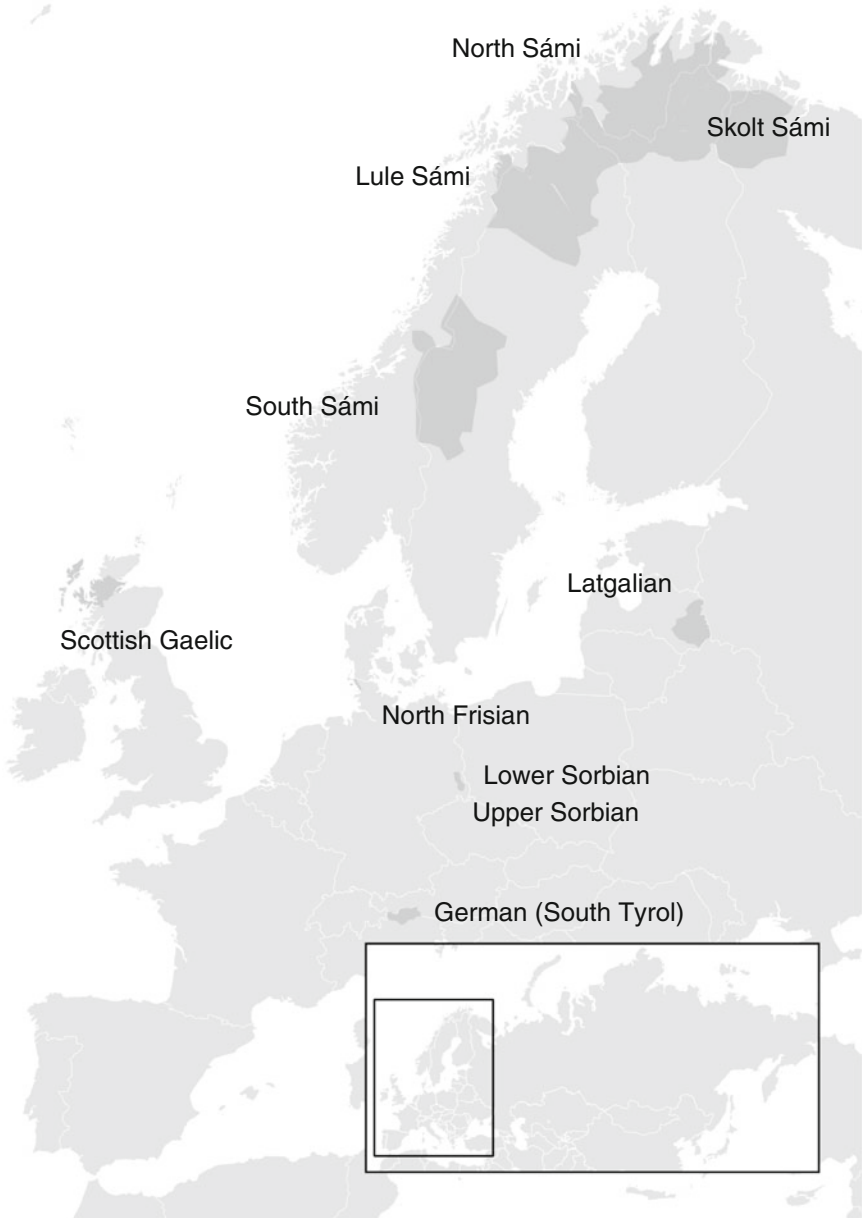 North Sámi
Skolt Sámi
Lule Sámi
South Sámi
Latgalian
Scottish Gaelic
North Frisian
Lower Sorbian
Upper Sorbian
German (South Tyrol)